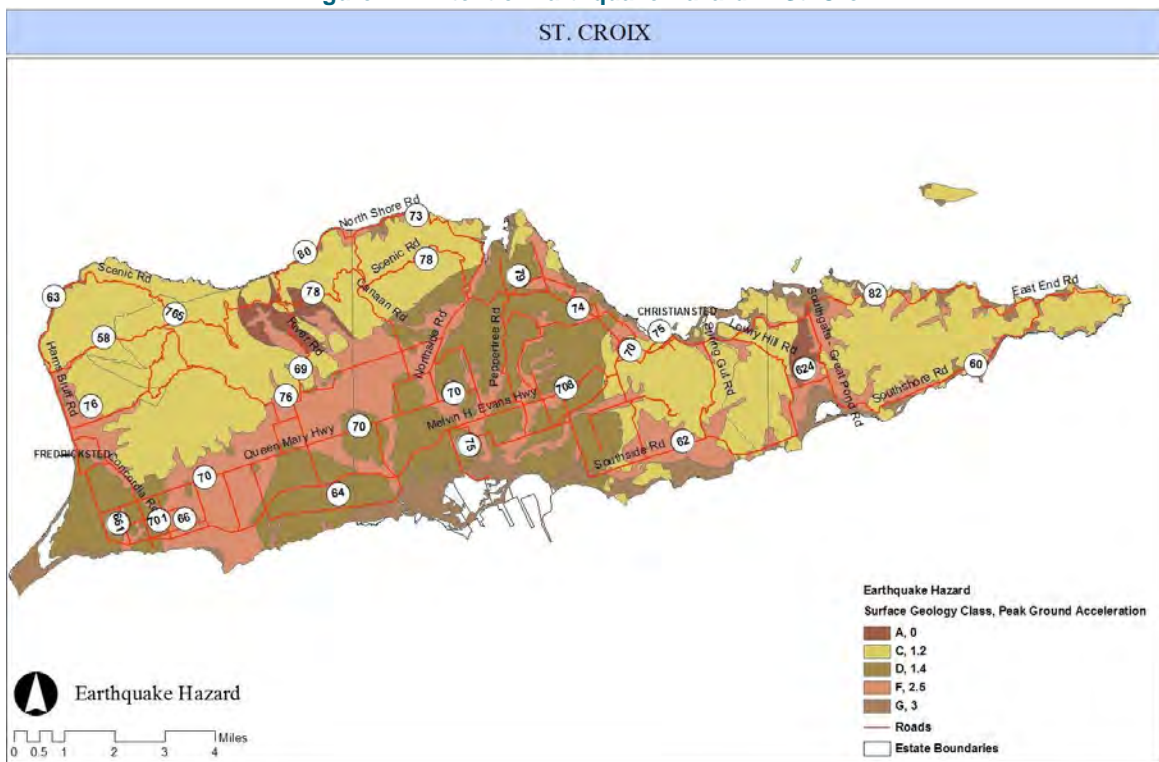 ST. CROIX
North Shore Rd
73
80
Scenic Rd
78
Scenic Rd
63
78
Canaan Rd
79
765
River Rd
74
CHRISTIANSTED
75
82
East End Rd
58
Northside Rd
Peppertree Rd
70
Lowry Hill Rd
Southgate - Great Pond Rd
69
624
60
Southshore Rd
76
76
70
708
Melvin H. Evans Hwy
70
75
62
Southside Rd
Queen Mary Hwy
FREDRICKSTED
Concordia Rd
70
64
661
701
66
Earthquake Hazard
Surface Geology Class, Peak Ground Acceleration
A, 0
C, 1.2
D, 1.4
F, 2.5
G, 3
Roads
Estate Boundaries
Earthquake Hazard
Miles
0 0.5 1 2 3 4